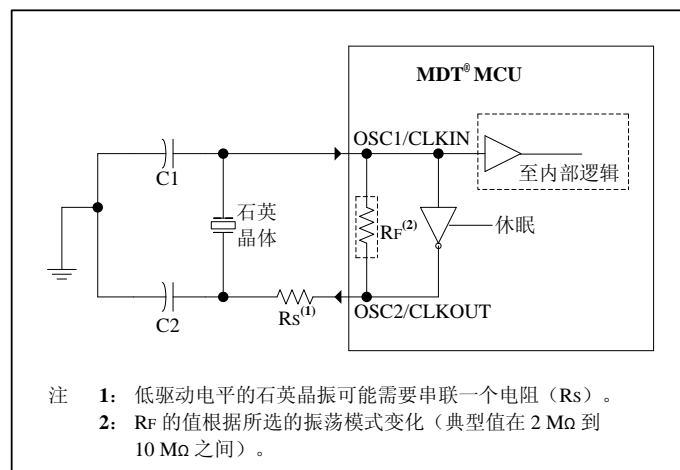 MDT® MCU
OSC1/CLKIN
C1
至内部逻辑
石英
晶体
RF(2)
休眠
C2
Rs(1)
OSC2/CLKOUT
注 1： 低驱动电平的石英晶振可能需要串联一个电阻（Rs）。
2： RF 的值根据所选的振荡模式变化（典型值在 2 MΩ 到
10 MΩ 之间）。